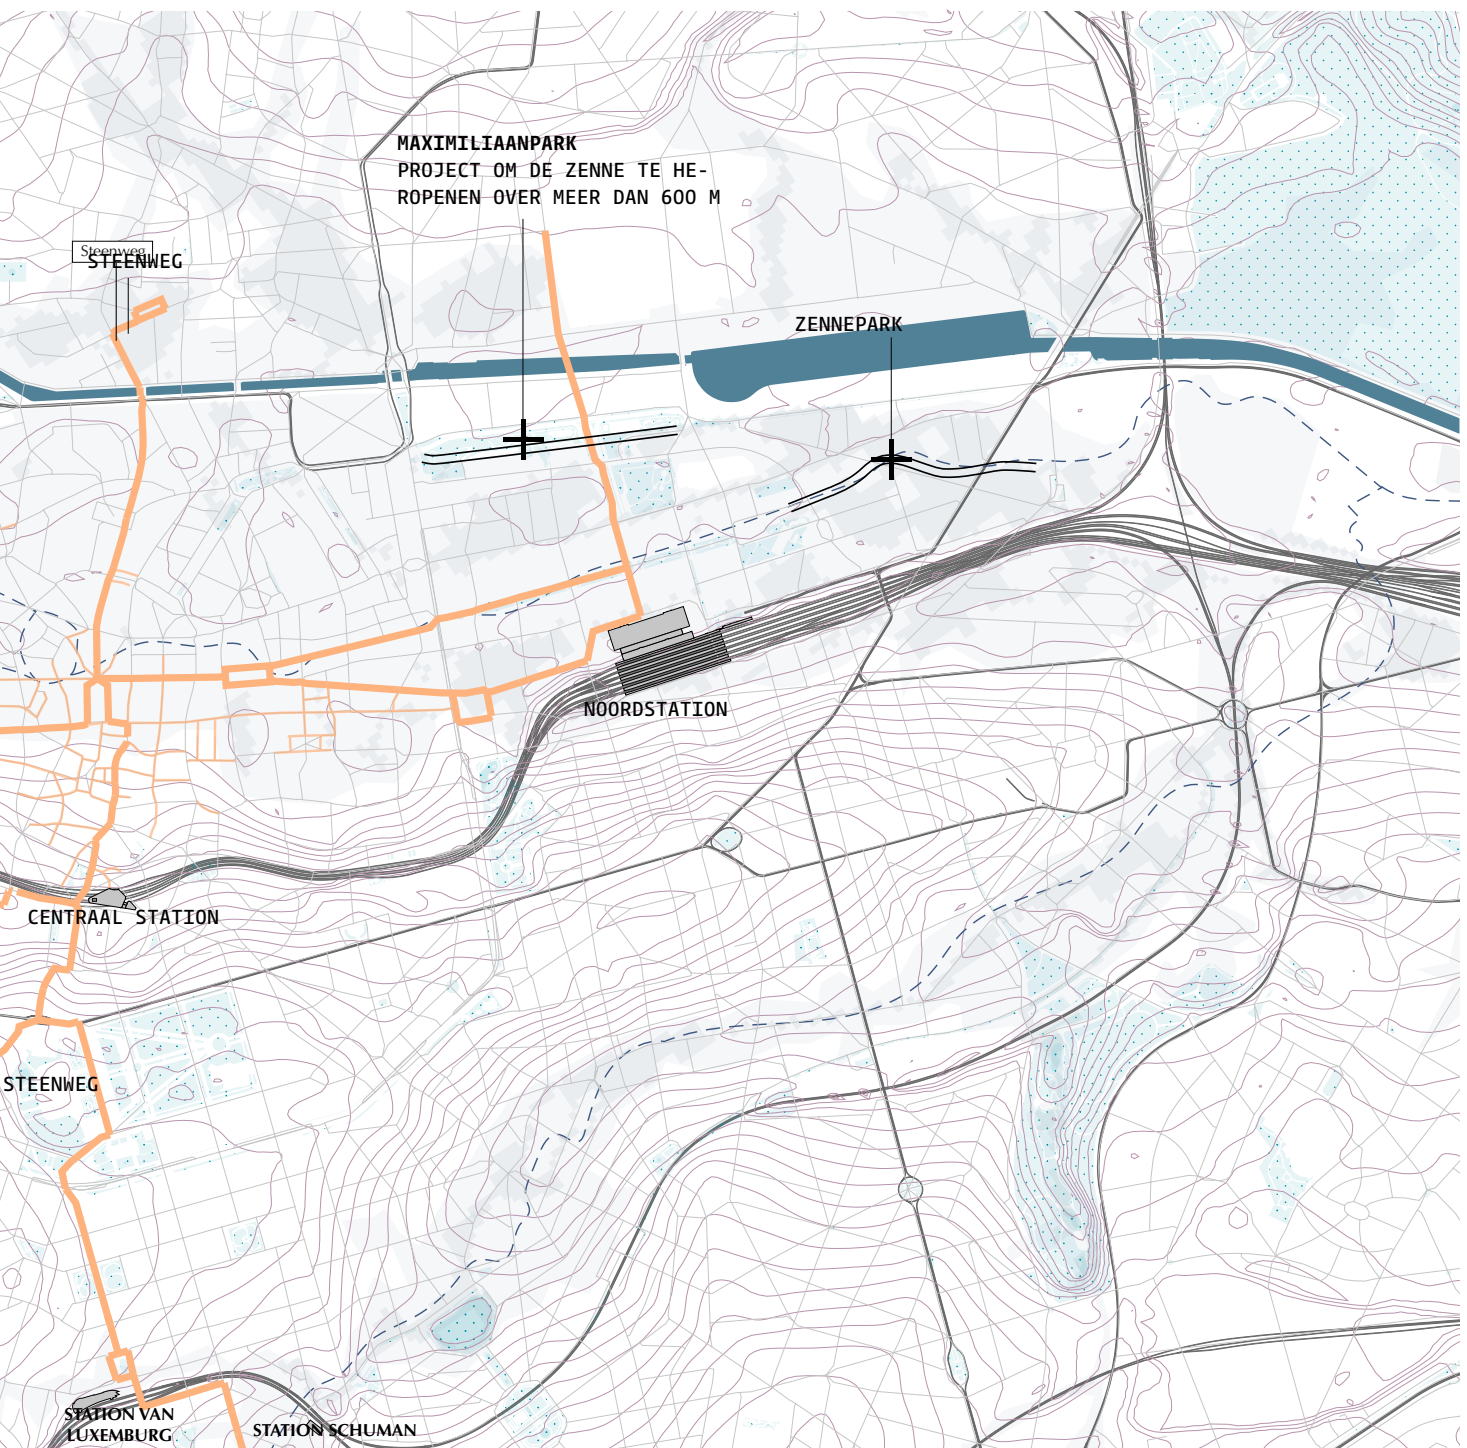 MAXIMILIAANPARK
PROJECT OM DE ZENNE TE HE-
ROPENEN OVER MEER DAN 600 M
Steenweg
STEENWEG
ZENNEPARK
NOORDSTATION
CENTRAAL STATION
STEENWEG
STATION VAN
LUXEMBURG
STATION SCHUMAN